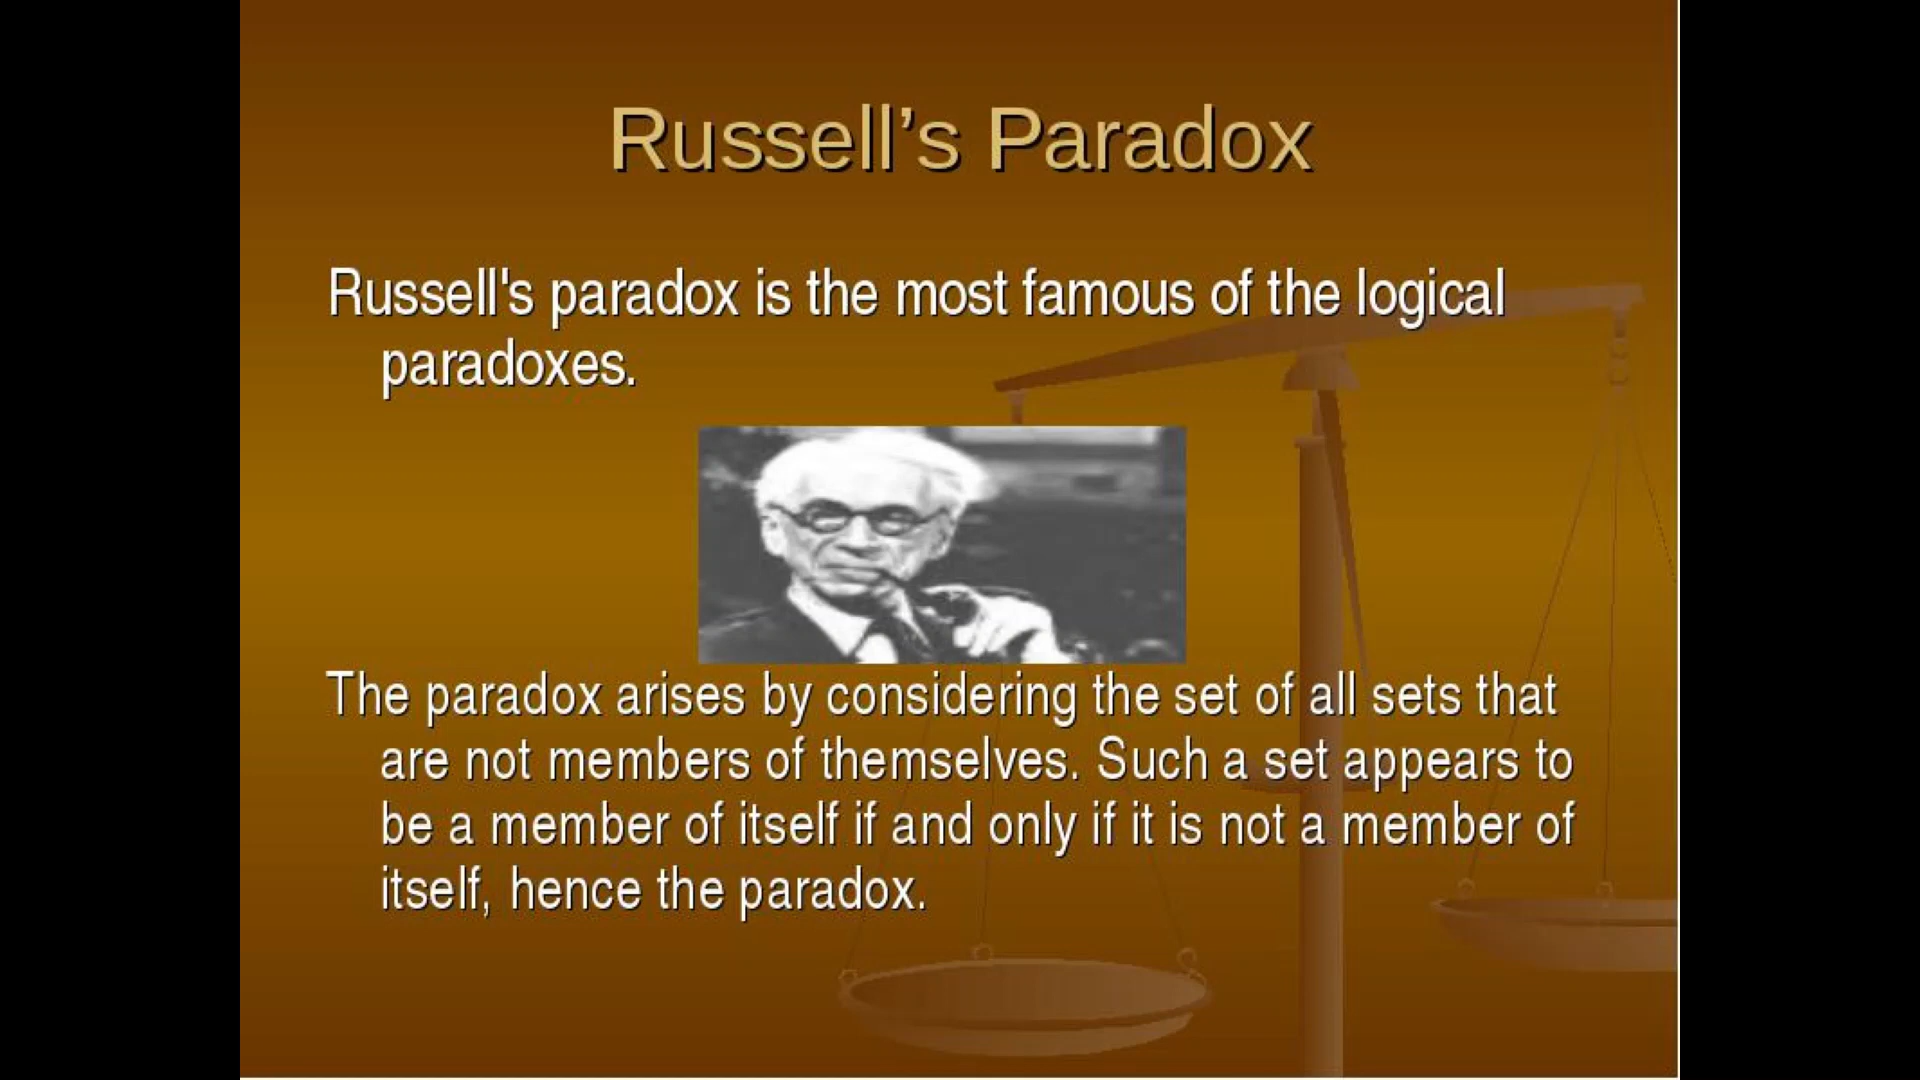 Russell’s Paradox
Russell's paradox is the most famous of the logical
paradoxes.
The paradox arises by considering the set of all sets that
are not members of themselves. Such a set appears to
be a member of itself if and only if it is not a member of
itself, hence the paradox.